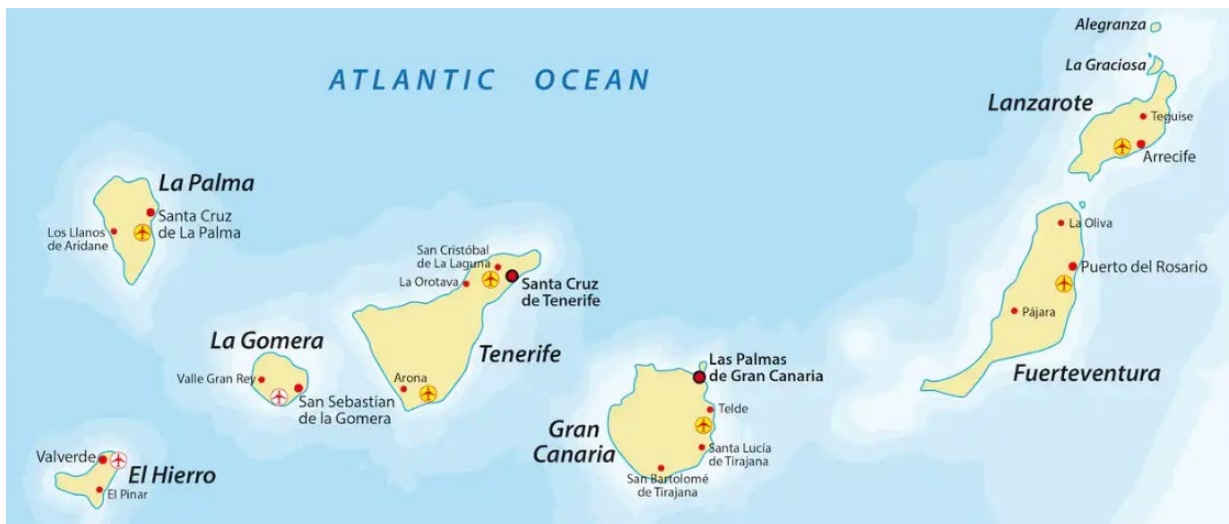 Alegranza
La Graciosa
ATLANTIC OCEAN
Lanzarote
Teguise
Arrecife
La Palma
Santa Cruz
de La Palma
Los Llanos
de Aridane
La Oliva
San Cristóbal
de La Laguna
La Orotava
Santa Cruz
de Tenerife
Puerto del Rosario
Pájara
La Gomera
Tenerife
Valle Gran Rey
Arona
San Sebastian
de la Gomera
Las Palmas
de Gran Canaria
Fuerteventura
Telde
Gran
Canaria
Santa Lucía
de Tirajana
San Bartolomé
de Tirajana
Valverde
El Hierro
El Pinar